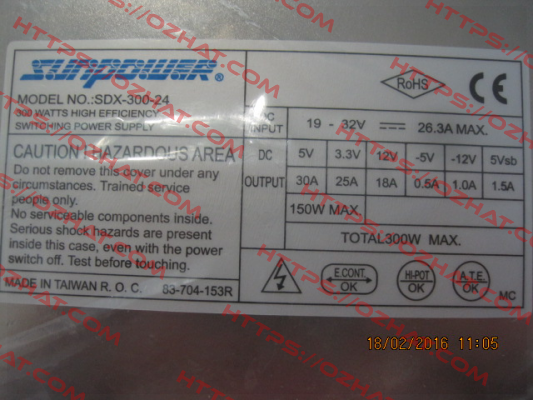 SUNPOWER
RoHS
CE
MODEL NO.:SDX-300-24
300 WATTS HIGH EFFICIENCY
SWITCHING POWER SUPPLY
CAUTION HAZARDOUS AREA
Do not remove this cover under any
circumstances. Trained service
people only.
No serviceable components inside.
Serious shock hazards are present
inside this case, even with the power
switch off. Test before touching.
MADE IN TAIWAN R. O. C. 83-704-153R
DC INPUT 19 - 32V 26.3A MAX.
DC 5V 3.3V 12V -5V -12V 5Vsb
OUTPUT 30A 25A 18A 0.5A 1.0A 1.5A
150W MAX.
TOTAL300W MAX.
E.CONT. OK
HI-POT OK
A.T.E OK
MC
18/02/2016 11:05
HTTPS://OZHAT.COM